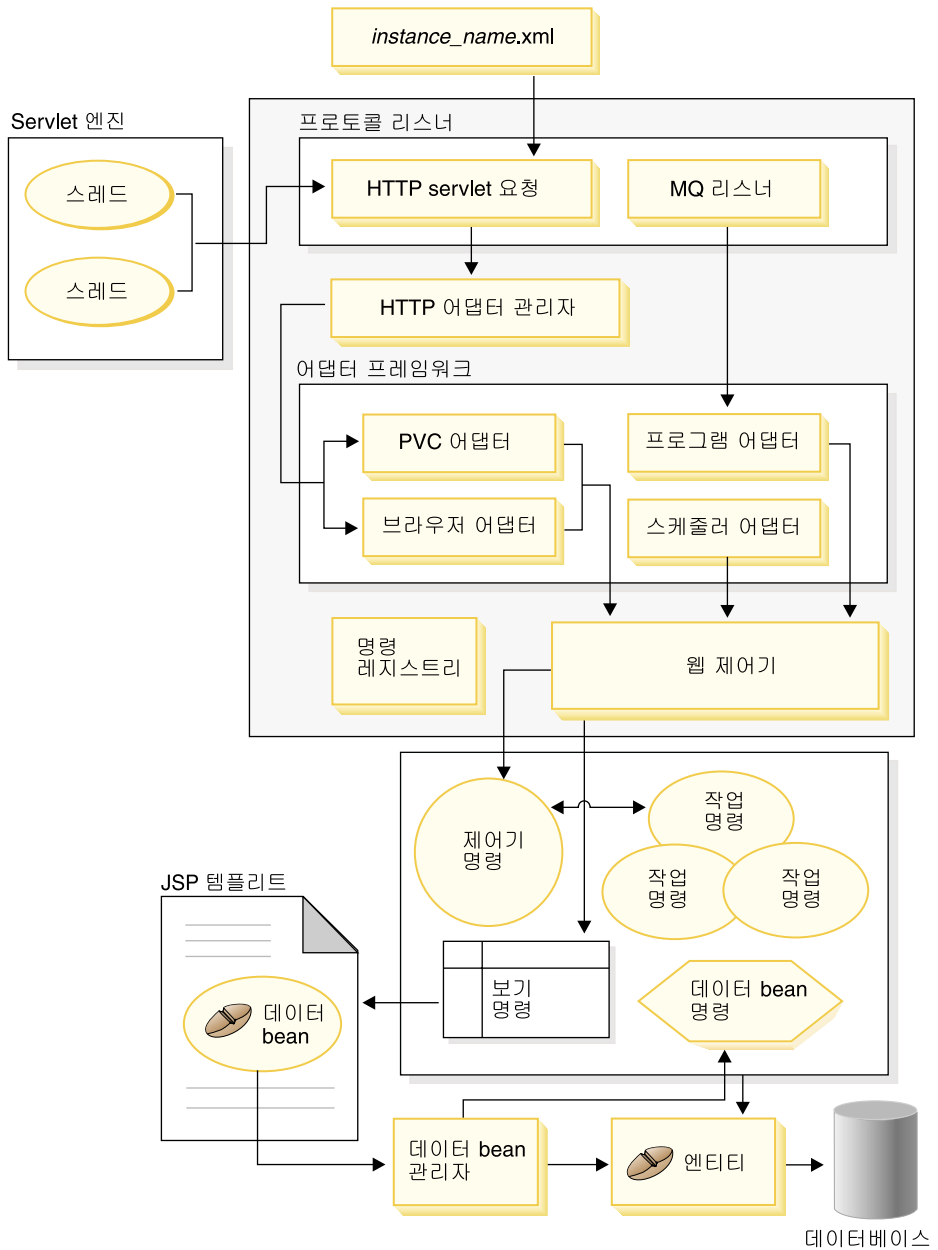 instance_name.xml
Servlet 엔진
스레드
스레드
프로토콜 리스너
HTTP servlet 요청
MQ 리스너
HTTP 어댑터 관리자
어댑터 프레임워크
PVC 어댑터
프로그램 어댑터
브라우저 어댑터
스케줄러 어댑터
명령
레지스트리
웹 제어기
제어기
명령
작업
명령
작업
명령
작업
명령
JSP 템플리트
데이터
bean
보기
명령
데이터 bean
명령
데이터 bean
관리자
엔티티
데이터베이스